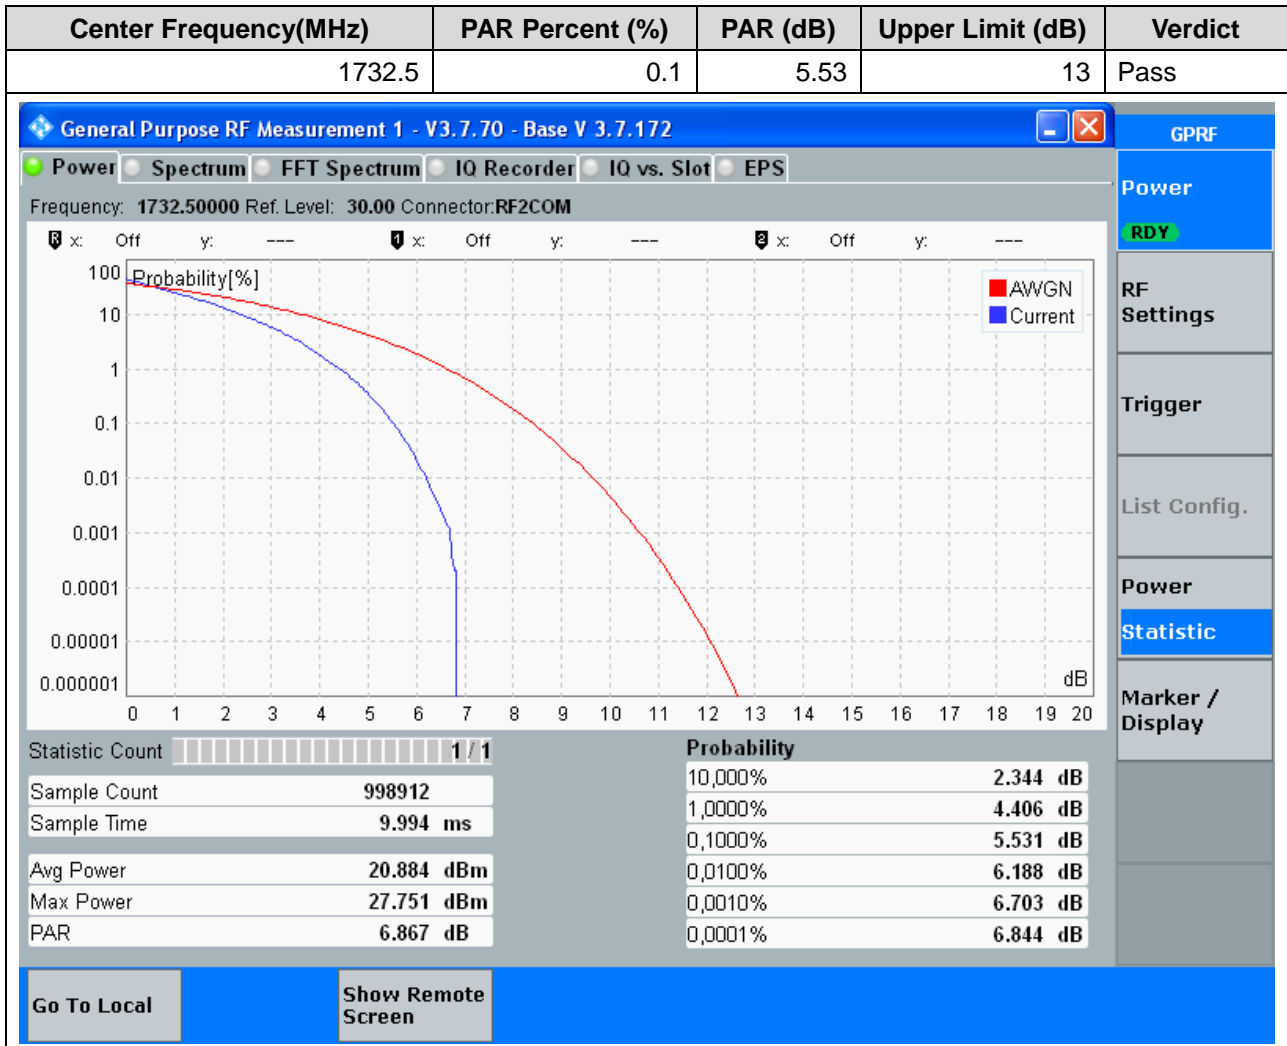 Center Frequency(MHz) PAR Percent (%) PAR (dB) Upper Limit (dB) Verdict
1732.5 0.1 5.53 13 Pass
General Purpose RF Measurement 1 - V3.7.70 - Base V 3.7.172
GPRF
Power Spectrum FFT Spectrum IQ Recorder IQ vs. Slot EPS
Power
RDY
Frequency: 1732.50000 Ref. Level: 30.00 Connector:RF2COM
R x: Off y: --- 1 x: Off y: --- 2 x: Off y: ---
Probability[%]
AWGN
Current
100
10
1
0.1
0.01
0.001
0.0001
0.00001
0.000001
dB
0 1 2 3 4 5 6 7 8 9 10 11 12 13 14 15 16 17 18 19 20
RF
Settings
Trigger
List Config.
Power
Statistic
Marker /
Display
Statistic Count 1 / 1
Sample Count 998912
Sample Time 9.994 ms
Avg Power 20.884 dBm
Max Power 27.751 dBm
PAR 6.867 dB
Probability
10,000% 2.344 dB
1,0000% 4.406 dB
0,1000% 5.531 dB
0,0100% 6.188 dB
0,0010% 6.703 dB
0,0001% 6.844 dB
Go To Local
Show Remote
Screen